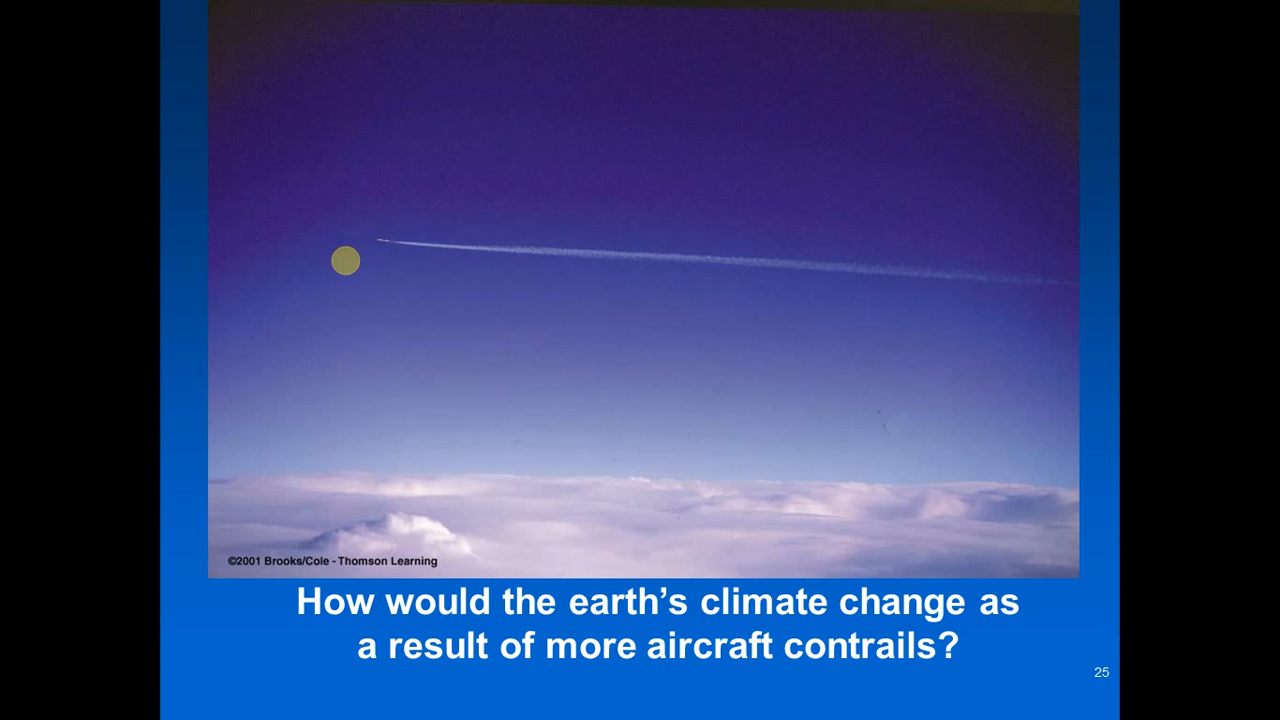 ©2001 Brooks/Cole - Thomson Learning
How would the earth’s climate change as
a result of more aircraft contrails?
25